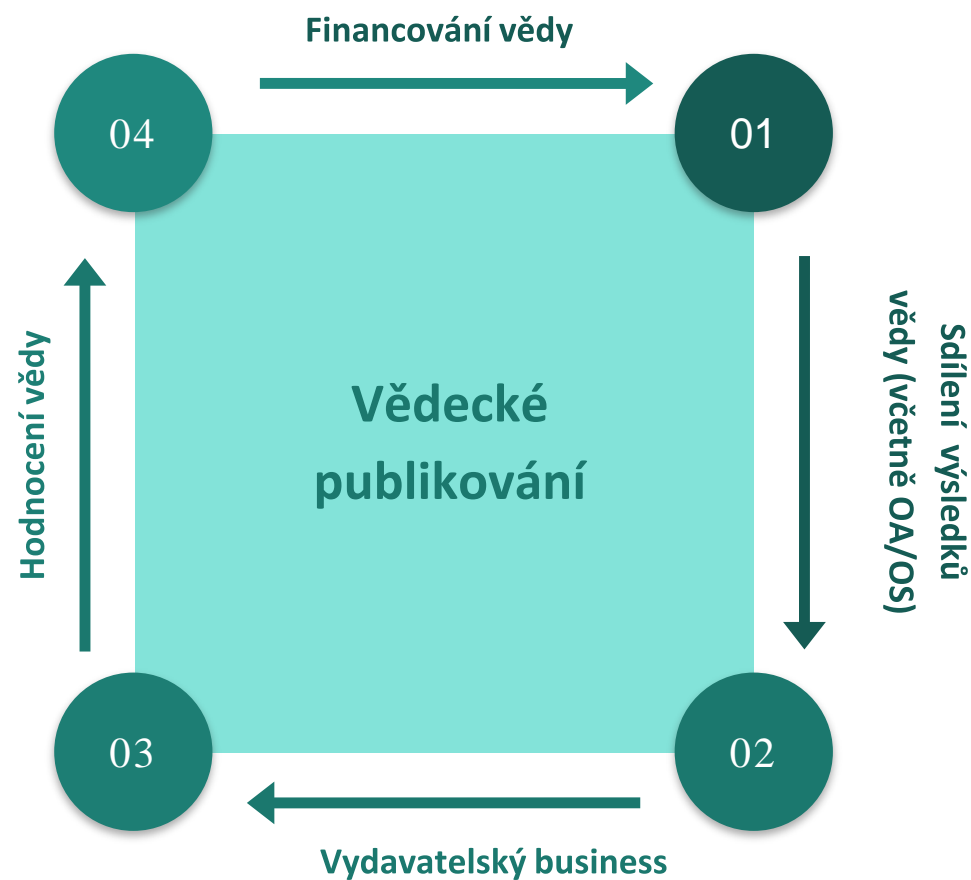 Financování vědy
04
01
Hodnocení vědy
Vědecké
publikování
Sdílení výsledků
vědy (včetně OA/OS)
03
02
Vydavatelský business